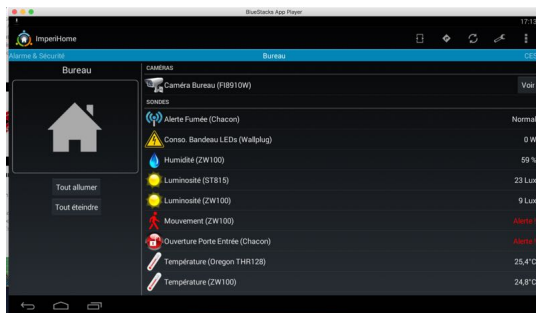 BlueStacks App Player
17:13
ImperiHome
Alarme & Sécurité
Bureau
CES
Bureau
Tout allumer
Tout éteindre
CAMÉRAS
Caméra Bureau (FI8910W)
Voir
SONDES
Alerte Fumée (Chacon)
Normal
Conso. Bandeau LEDs (Wallplug)
0 W
Humidité (ZW100)
59 %
Luminosité (ST815)
23 Lux
Luminosité (ZW100)
9 Lux
Mouvement (ZW100)
Alerte !
Ouverture Porte Entrée (Chacon)
Alerte !
Température (Oregon THR128)
25,4°C
Température (ZW100)
24,8°C